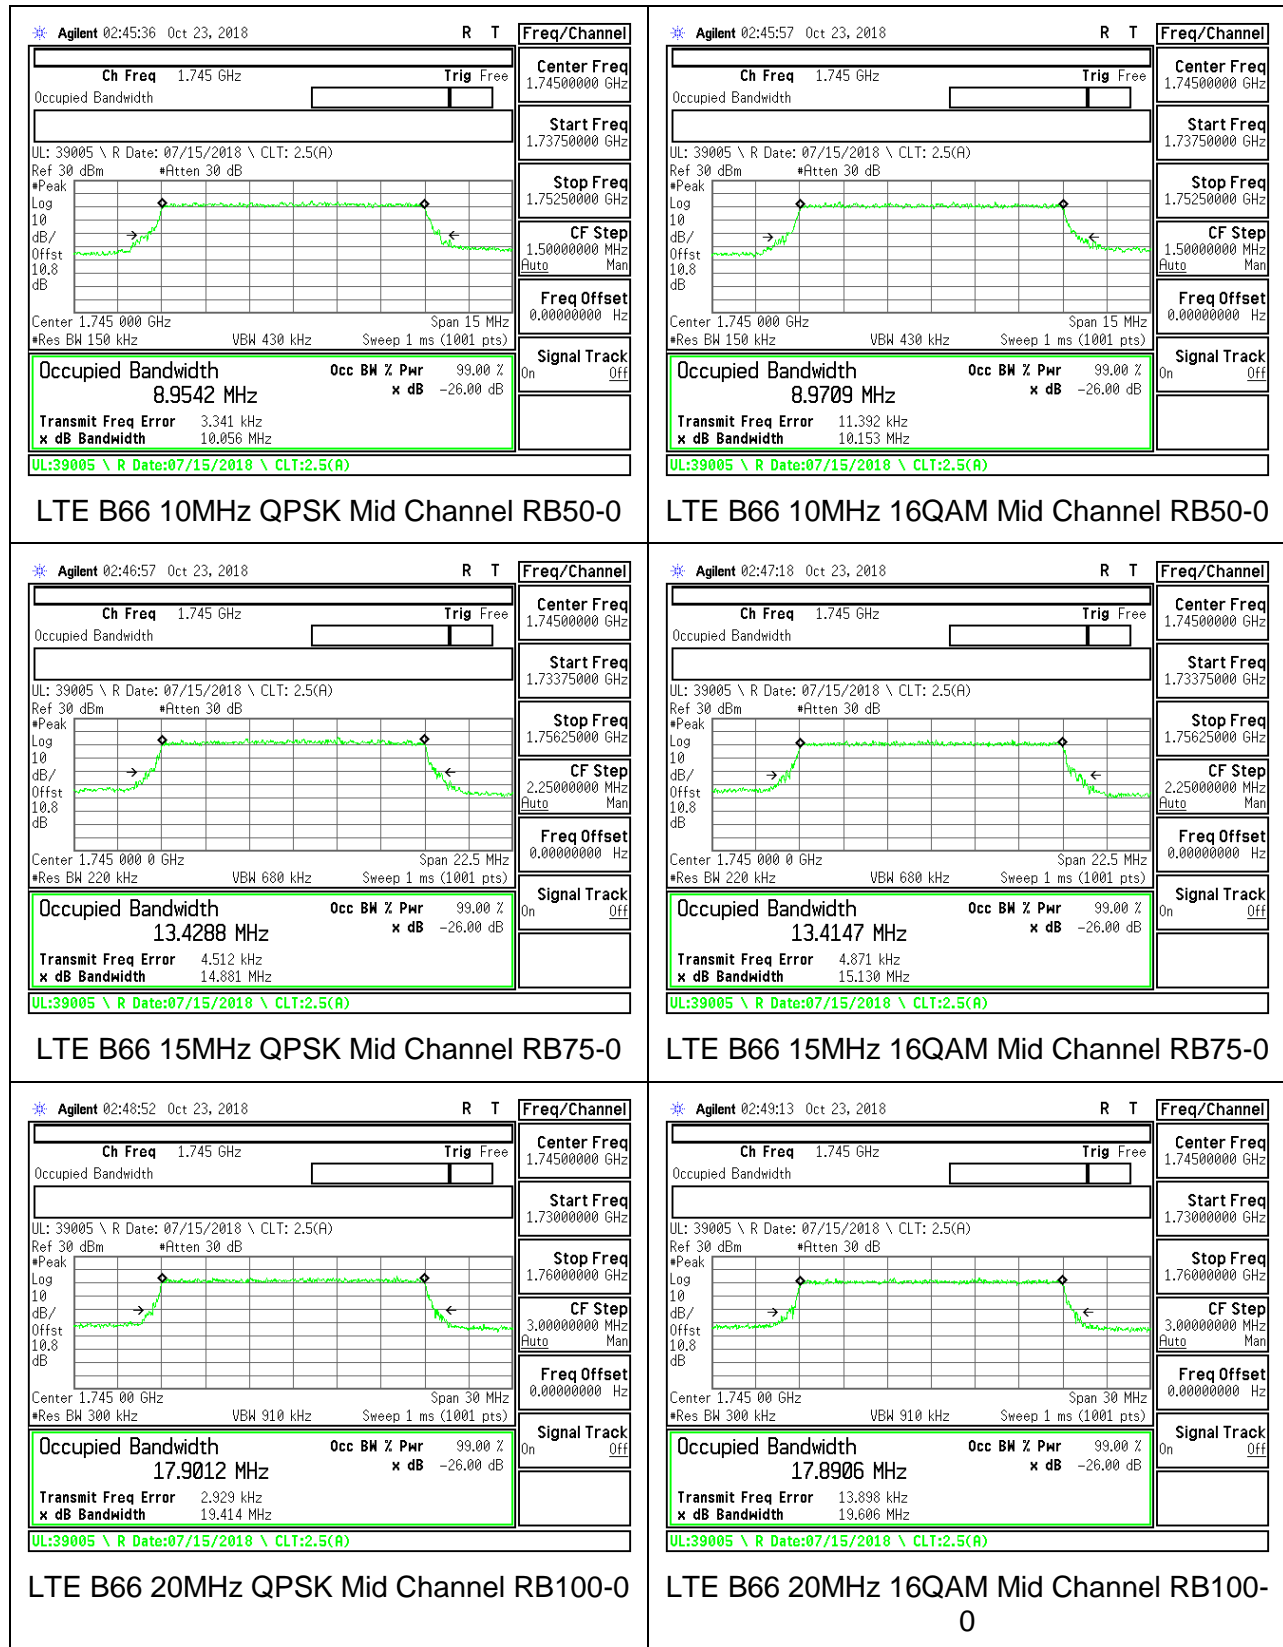 Agilent 02:45:36 Oct 23, 2018 R T Freq/Channel
Ch Freq 1.745 GHz Trig Free
Occupied Bandwidth
Center Freq
1.74500000 GHz
Start Freq
1.73750000 GHz
UL: 39005 \ R Date: 07/15/2018 \ CLT: 2.5(A)
Ref 30 dBm #Atten 30 dB
#Peak
Log
10
dB/
Offst
10.8
dB
Stop Freq
1.75250000 GHz
CF Step
1.50000000 MHz
Auto Man
Freq Offset
0.00000000 Hz
Center 1.745 000 GHz Span 15 MHz
#Res BW 150 kHz VBW 430 kHz Sweep 1 ms (1001 pts)
Signal Track
On Off
Occupied Bandwidth Occ BW % Pwr 99.00 %
8.9542 MHz x dB -26.00 dB
Transmit Freq Error 3.341 kHz
x dB Bandwidth 10.056 MHz
UL:39005 \ R Date:07/15/2018 \ CLT:2.5(A)
LTE B66 10MHz QPSK Mid Channel RB50-0
Agilent 02:45:57 Oct 23, 2018 R T Freq/Channel
Ch Freq 1.745 GHz Trig Free
Occupied Bandwidth
Center Freq
1.74500000 GHz
Start Freq
1.73750000 GHz
UL: 39005 \ R Date: 07/15/2018 \ CLT: 2.5(A)
Ref 30 dBm #Atten 30 dB
#Peak
Log
10
dB/
Offst
10.8
dB
Stop Freq
1.75250000 GHz
CF Step
1.50000000 MHz
Auto Man
Freq Offset
0.00000000 Hz
Center 1.745 000 GHz Span 15 MHz
#Res BW 150 kHz VBW 430 kHz Sweep 1 ms (1001 pts)
Signal Track
On Off
Occupied Bandwidth Occ BW % Pwr 99.00 %
8.9709 MHz x dB -26.00 dB
Transmit Freq Error 11.392 kHz
x dB Bandwidth 10.153 MHz
UL:39005 \ R Date:07/15/2018 \ CLT:2.5(A)
LTE B66 10MHz 16QAM Mid Channel RB50-0
Agilent 02:46:57 Oct 23, 2018 R T Freq/Channel
Ch Freq 1.745 GHz Trig Free
Occupied Bandwidth
Center Freq
1.74500000 GHz
Start Freq
1.73375000 GHz
UL: 39005 \ R Date: 07/15/2018 \ CLT: 2.5(A)
Ref 30 dBm #Atten 30 dB
#Peak
Log
10
dB/
Offst
10.8
dB
Stop Freq
1.75625000 GHz
CF Step
2.25000000 MHz
Auto Man
Freq Offset
0.00000000 Hz
Center 1.745 000 0 GHz Span 22.5 MHz
#Res BW 220 kHz VBW 680 kHz Sweep 1 ms (1001 pts)
Signal Track
On Off
Occupied Bandwidth Occ BW % Pwr 99.00 %
13.4288 MHz x dB -26.00 dB
Transmit Freq Error 4.512 kHz
x dB Bandwidth 14.881 MHz
UL:39005 \ R Date:07/15/2018 \ CLT:2.5(A)
LTE B66 15MHz QPSK Mid Channel RB75-0
Agilent 02:47:18 Oct 23, 2018 R T Freq/Channel
Ch Freq 1.745 GHz Trig Free
Occupied Bandwidth
Center Freq
1.74500000 GHz
Start Freq
1.73375000 GHz
UL: 39005 \ R Date: 07/15/2018 \ CLT: 2.5(A)
Ref 30 dBm #Atten 30 dB
#Peak
Log
10
dB/
Offst
10.8
dB
Stop Freq
1.75625000 GHz
CF Step
2.25000000 MHz
Auto Man
Freq Offset
0.00000000 Hz
Center 1.745 000 0 GHz Span 22.5 MHz
#Res BW 220 kHz VBW 680 kHz Sweep 1 ms (1001 pts)
Signal Track
On Off
Occupied Bandwidth Occ BW % Pwr 99.00 %
13.4147 MHz x dB -26.00 dB
Transmit Freq Error 4.871 kHz
x dB Bandwidth 15.130 MHz
UL:39005 \ R Date:07/15/2018 \ CLT:2.5(A)
LTE B66 15MHz 16QAM Mid Channel RB75-0
Agilent 02:48:52 Oct 23, 2018 R T Freq/Channel
Ch Freq 1.745 GHz Trig Free
Occupied Bandwidth
Center Freq
1.74500000 GHz
Start Freq
1.73000000 GHz
UL: 39005 \ R Date: 07/15/2018 \ CLT: 2.5(A)
Ref 30 dBm #Atten 30 dB
#Peak
Log
10
dB/
Offst
10.8
dB
Stop Freq
1.76000000 GHz
CF Step
3.00000000 MHz
Auto Man
Freq Offset
0.00000000 Hz
Center 1.745 00 GHz Span 30 MHz
#Res BW 300 kHz VBW 910 kHz Sweep 1 ms (1001 pts)
Signal Track
On Off
Occupied Bandwidth Occ BW % Pwr 99.00 %
17.9012 MHz x dB -26.00 dB
Transmit Freq Error 2.929 kHz
x dB Bandwidth 19.414 MHz
UL:39005 \ R Date:07/15/2018 \ CLT:2.5(A)
LTE B66 20MHz QPSK Mid Channel RB100-0
Agilent 02:49:13 Oct 23, 2018 R T Freq/Channel
Ch Freq 1.745 GHz Trig Free
Occupied Bandwidth
Center Freq
1.74500000 GHz
Start Freq
1.73000000 GHz
UL: 39005 \ R Date: 07/15/2018 \ CLT: 2.5(A)
Ref 30 dBm #Atten 30 dB
#Peak
Log
10
dB/
Offst
10.8
dB
Stop Freq
1.76000000 GHz
CF Step
3.00000000 MHz
Auto Man
Freq Offset
0.00000000 Hz
Center 1.745 00 GHz Span 30 MHz
#Res BW 300 kHz VBW 910 kHz Sweep 1 ms (1001 pts)
Signal Track
On Off
Occupied Bandwidth Occ BW % Pwr 99.00 %
17.8906 MHz x dB -26.00 dB
Transmit Freq Error 13.898 kHz
x dB Bandwidth 19.606 MHz
UL:39005 \ R Date:07/15/2018 \ CLT:2.5(A)
LTE B66 20MHz 16QAM Mid Channel RB100-
0